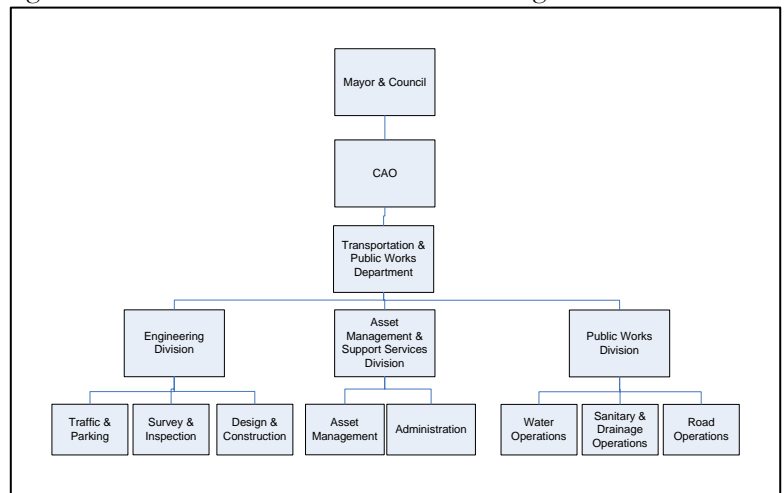 Mayor & Council
CAO
Transportation &
Public Works
Department
Engineering
Division
Asset
Management &
Support Services
Division
Public Works
Division
Traffic &
Parking
Survey &
Inspection
Design &
Construction
Asset
Management
Administration
Water
Operations
Sanitary &
Drainage
Operations
Road
Operations